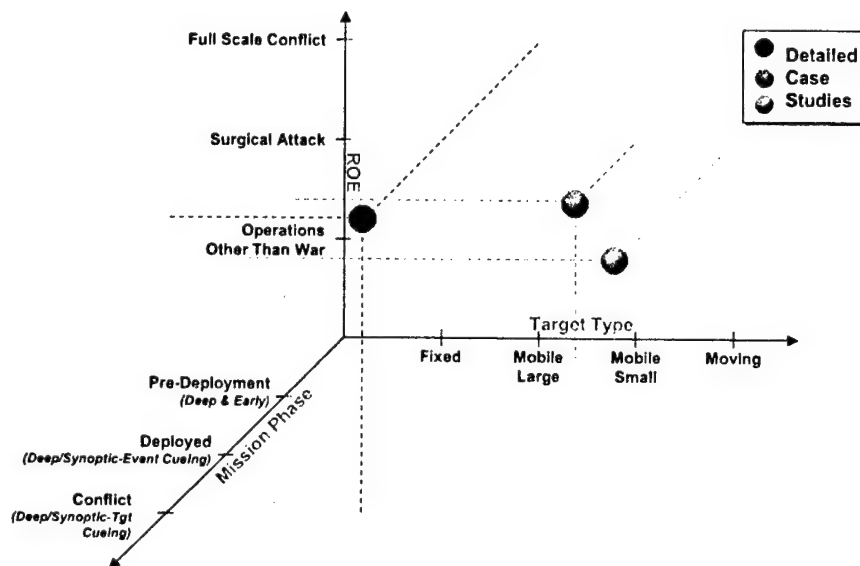 Full Scale Conflict
Detailed
Case
Studies
Surgical Attack
ROE
Operations
Other Than War
Target Type
Fixed
Mobile
Large
Mobile
Small
Moving
Pre-Deployment
(Deep & Early)
Mission Phase
Deployed
(Deep/Synoptic-Event Cueing)
Conflict
(Deep/Synoptic-Tgt
Cueing)